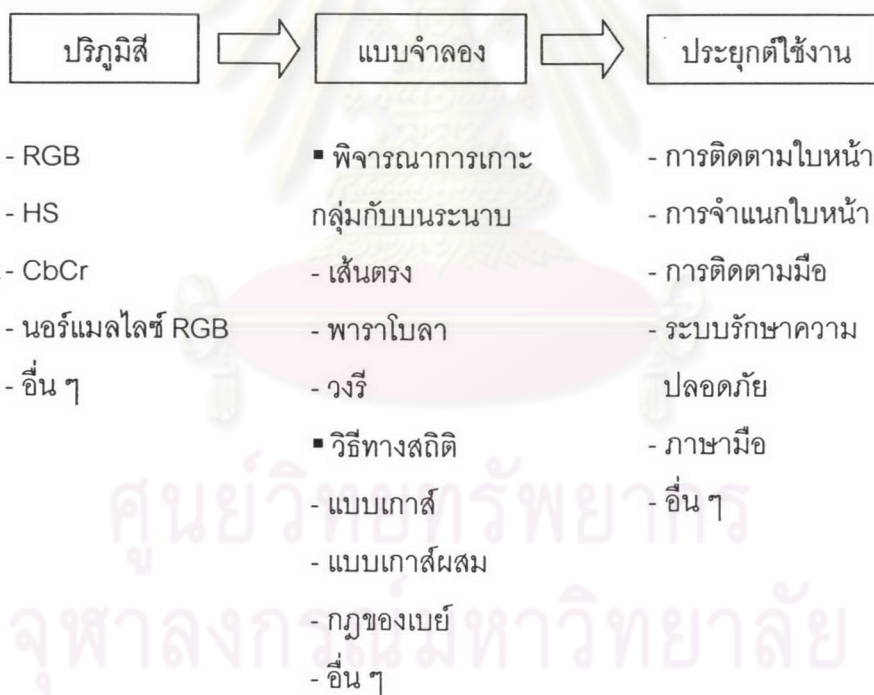 ปริภูมิสี
แบบจำลอง
ประยุกต์ใช้งาน
- RGB
- HS
- CbCr
- นอร์แมลไลซ์ RGB
- อื่น ๆ
▪ พิจารณาการเกาะ
กลุ่มกับบนระนาบ
- เส้นตรง
- พาราโบลา
- วงรี
▪ วิธีทางสถิติ
- แบบเกาส์
- แบบเกาส์ผสม
- กฎของเบย์
- อื่น ๆ
- การติดตามใบหน้า
- การจำแนกใบหน้า
- การติดตามมือ
- ระบบรักษาความ
ปลอดภัย
- ภาษามือ
- อื่น ๆ
ศูนย์วิทยทรัพยากร
จุฬาลงกรณ์มหาวิทยาลัย